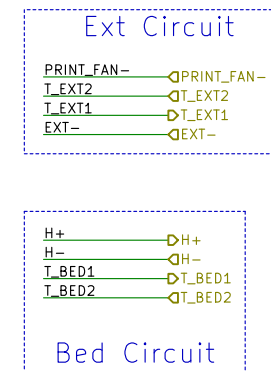 Ext Circuit
PRINT_FAN- PRINT_FAN-
T_EXT2 T_EXT2
T_EXT1 T_EXT1
EXT- EXT-
H+ H+
H- H-
T_BED1 T_BED1
T_BED2 T_BED2
Bed Circuit